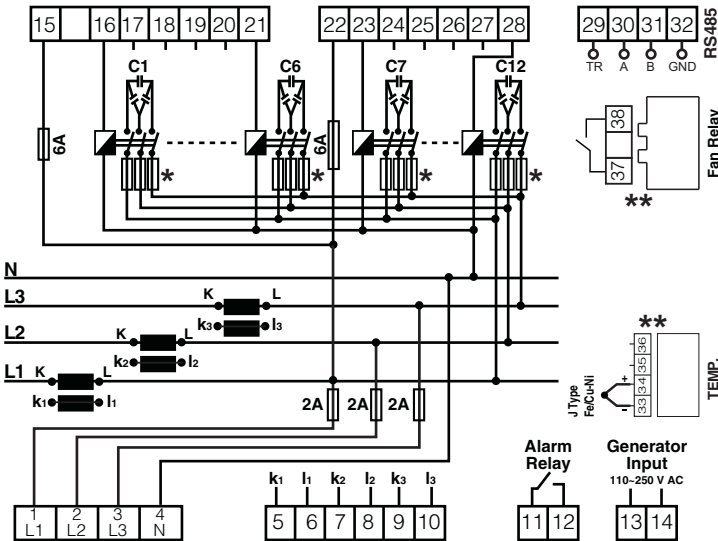 15 16 17 18 19 20 21 22 23 24 25 26 27 28 29 30 31 32
RS485
TR A B GND
C1 C6 C7 C12
6A 6A
* * * *
38
37
Fan Relay
**
N
L3 K L
k3 l3
L2 K L
k2 l2
L1 K L
k1 l1
2A 2A 2A
**
36
35
34
33
+
-
J Type
Fe/Cu-Ni
TEMP.
Alarm
Relay
Generator
Input
110~250 V AC
k1 l1 k2 l2 k3 l3
1 2 3 4
L1 L2 L3 N
5 6 7 8 9 10
11 12
13 14